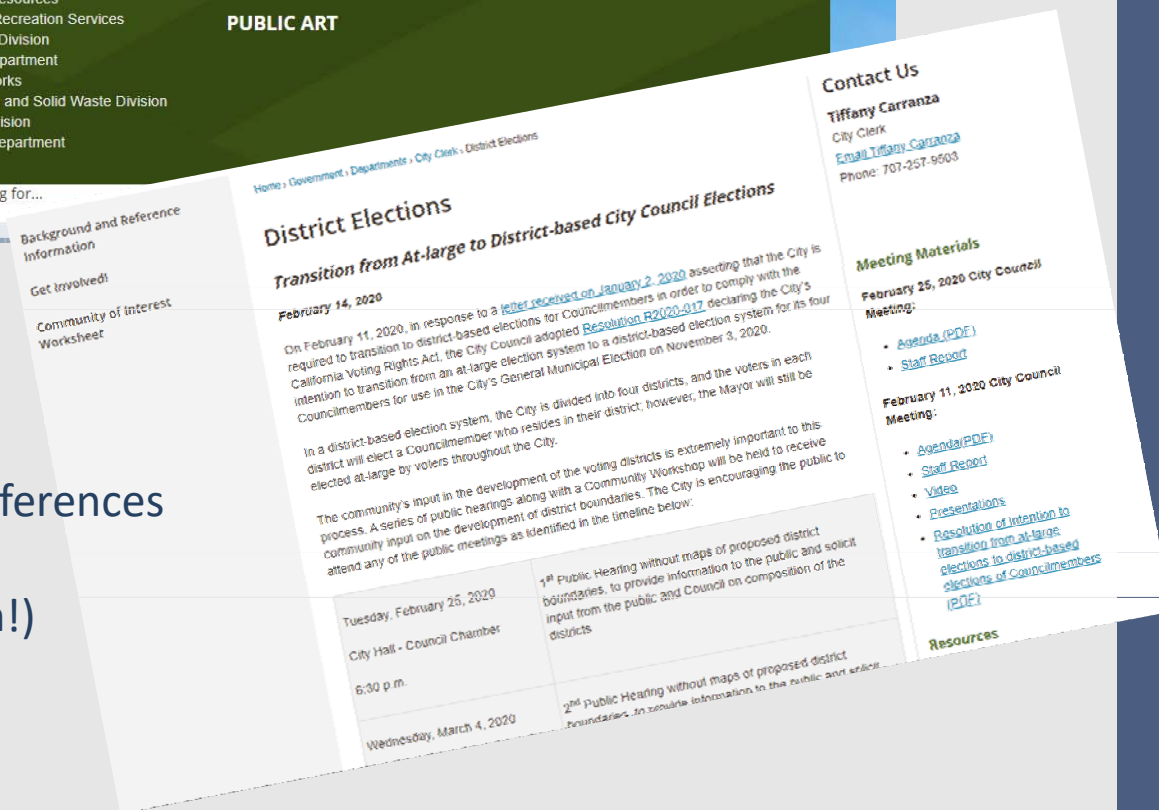 Recreation Services
Division
and Solid Waste Division
PUBLIC ART
g for...
Background and Reference
Information
Get Involved!
Community of Interest
Worksheet
ferences
!)
Home › Government › Departments › City Clerk › District Elections
District Elections
Transition from At-large to District-based City Council Elections
February 14, 2020
On February 11, 2020, in response to a letter received on January 2, 2020 asserting that the City is
required to transition to district-based elections for Councilmembers in order to comply with the
California Voting Rights Act, the City Council adopted Resolution R2020-017 declaring the City's
intention to transition from an at-large election system to a district-based election system for its four
Councilmembers for use in the City's General Municipal Election on November 3, 2020.
In a district-based election system, the City is divided into four districts, and the voters in each
district will elect a Councilmember who resides in their district; however, the Mayor will still be
elected at-large by voters throughout the City.
The community's input in the development of the voting districts is extremely important to this
process. A series of public hearings along with a Community Workshop will be held to receive
community input on the development of district boundaries. The City is encouraging the public to
attend any of the public meetings as identified in the timeline below:
Tuesday, February 25, 2020
City Hall - Council Chamber
6:30 p.m.
1st Public Hearing without maps of proposed district
boundaries, to provide information to the public and solicit
input from the public and Council on composition of the
districts
Wednesday, March 4, 2020
2nd Public Hearing without maps of proposed district
boundaries, to provide information to the public and solicit
Contact Us
Tiffany Carranza
City Clerk
Email Tiffany Carranza
Phone: 707-257-9503
Meeting Materials
February 25, 2020 City Council
Meeting:
• Agenda (PDF)
• Staff Report
February 11, 2020 City Council
Meeting:
• Agenda(PDF)
• Staff Report
• Video
• Presentations
• Resolution of Intention to
transition from at-large
elections to district-based
elections of Councilmembers
(PDF)
Resources